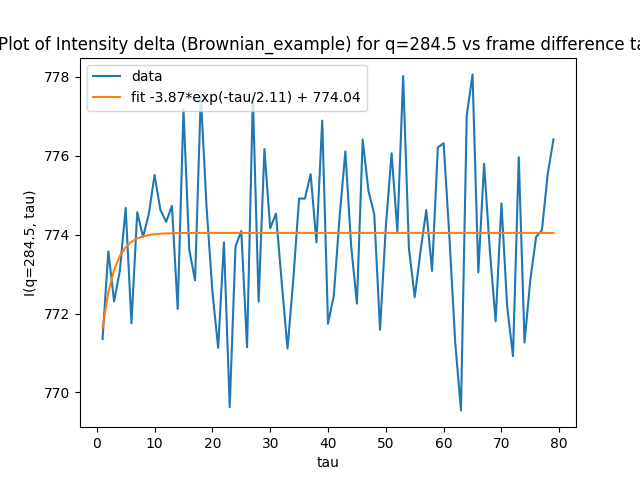 Plot of Intensity delta (Brownian_example) for q=284.5 vs frame difference
data
fit -3.87*exp(-tau/2.11) + 774.04
I(q=284.5, tau)
778
776
774
772
770
0 10 20 30 40 50 60 70 80
tau